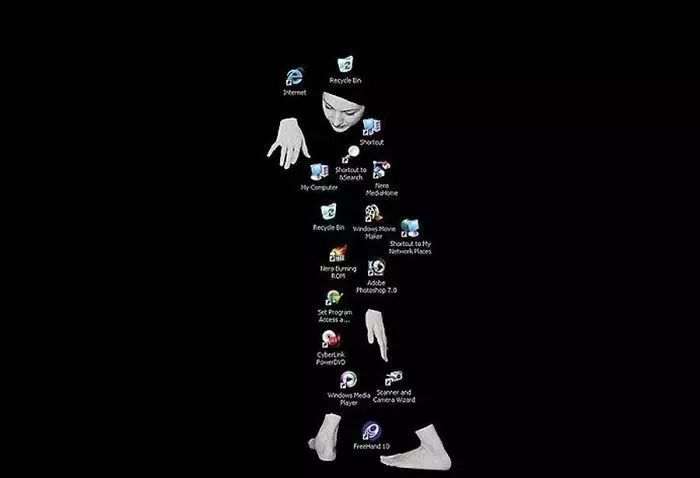 Recycle Bin
Internet
Shortcut
Shortcut to
&Search
My Computer
Nero
MediaHome
Recycle Bin
Windows Movie
Maker
Shortcut to My
Network Places
Nero Burning
ROM
Adobe
Photoshop 7.0
Set Program
Access a...
CyberLink
PowerDVD
Windows Media
Player
Scanner and
Camera Wizard
FreeHand 10